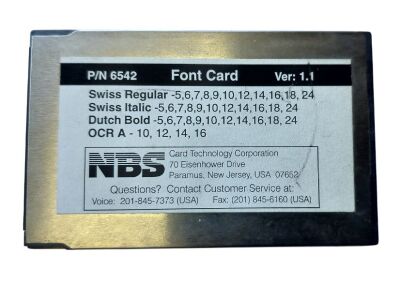 P/N 6542 Font Card Ver: 1.1
Swiss Regular -5,6,7,8,9,10,12,14,16,18, 24
Swiss Italic -5,6,7,8,9,10,12,14,16,18, 24
Dutch Bold -5,6,7,8,9,10,12,14,16,18, 24
OCR A - 10, 12, 14, 16
NBS
Card Technology Corporation
70 Eisenhower Drive
Paramus, New Jersey, USA 07652
Questions? Contact Customer Service at:
Voice: 201-845-7373 (USA) Fax: (201) 845-6160 (USA)